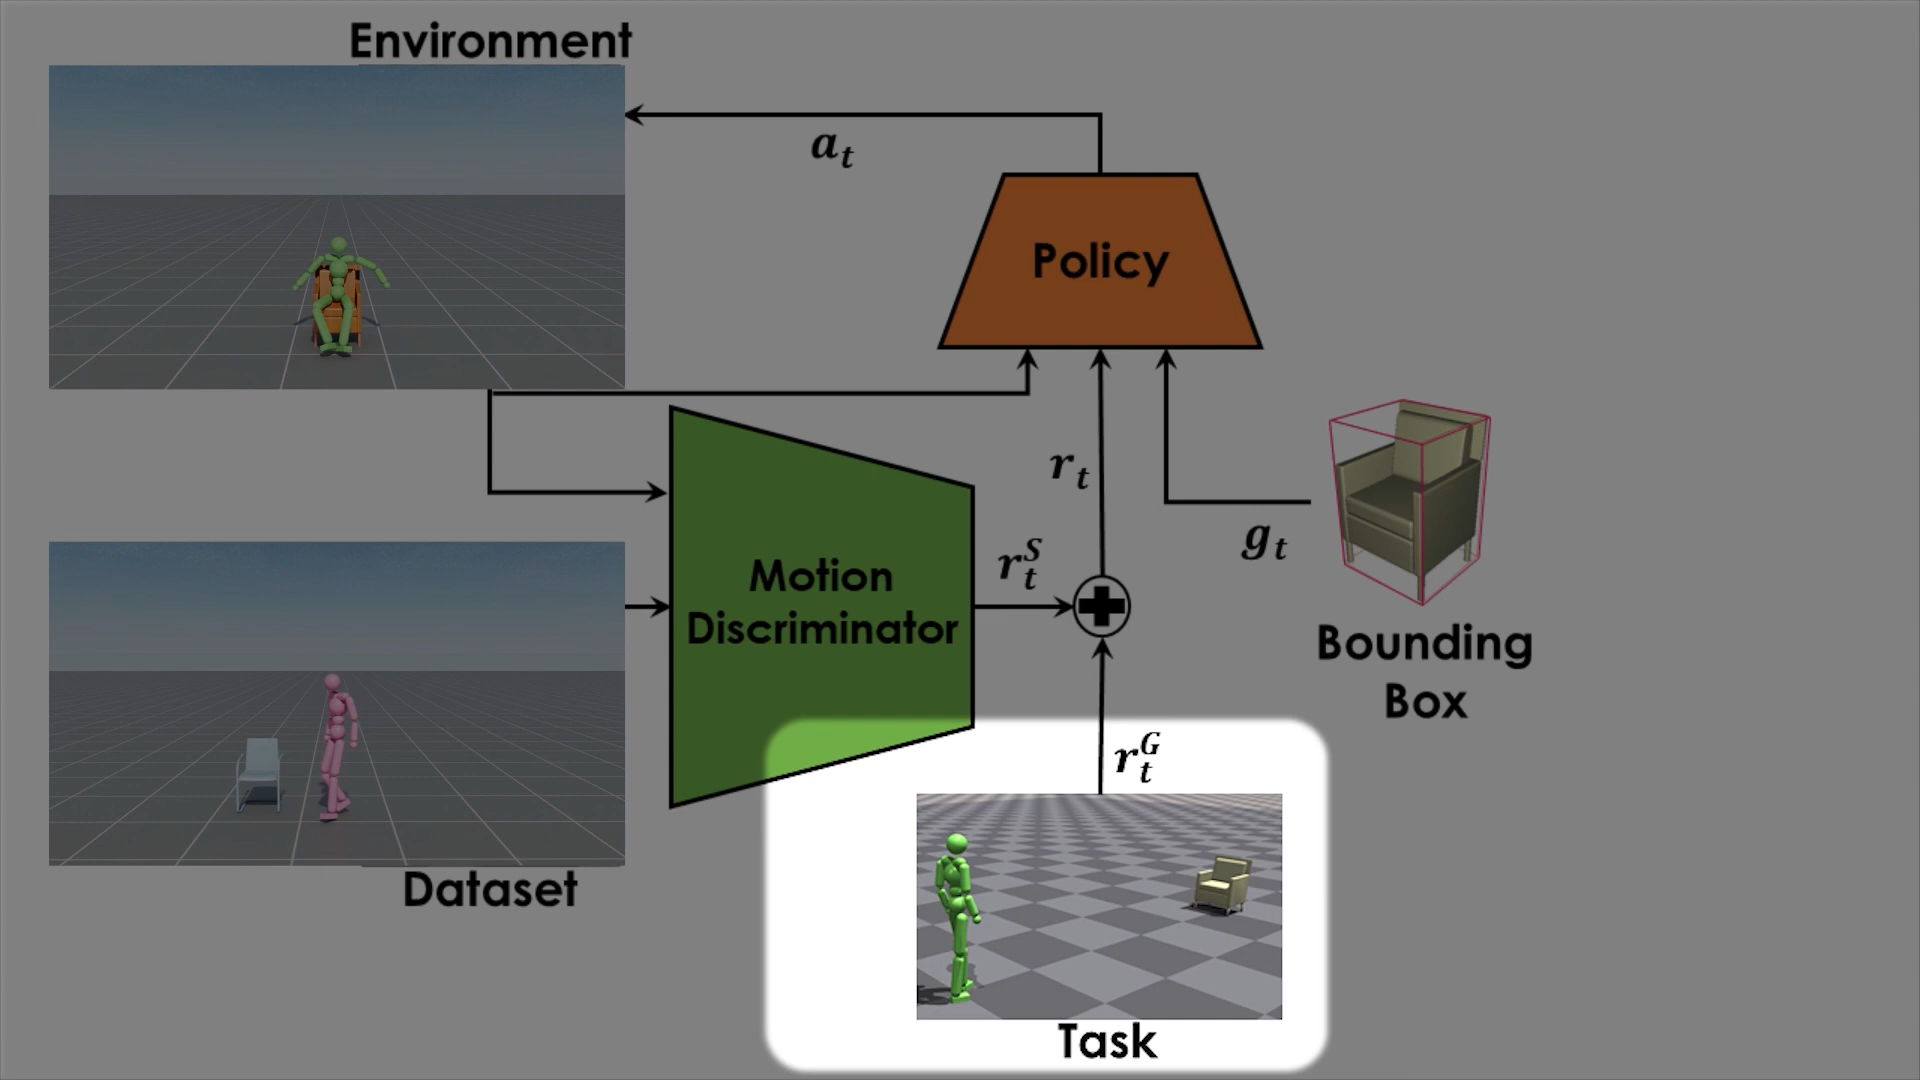 Environment
a_t
Policy
r_t
g_t
r_t^S
Motion
Discriminator
Bounding
Box
r_t^G
Dataset
Task